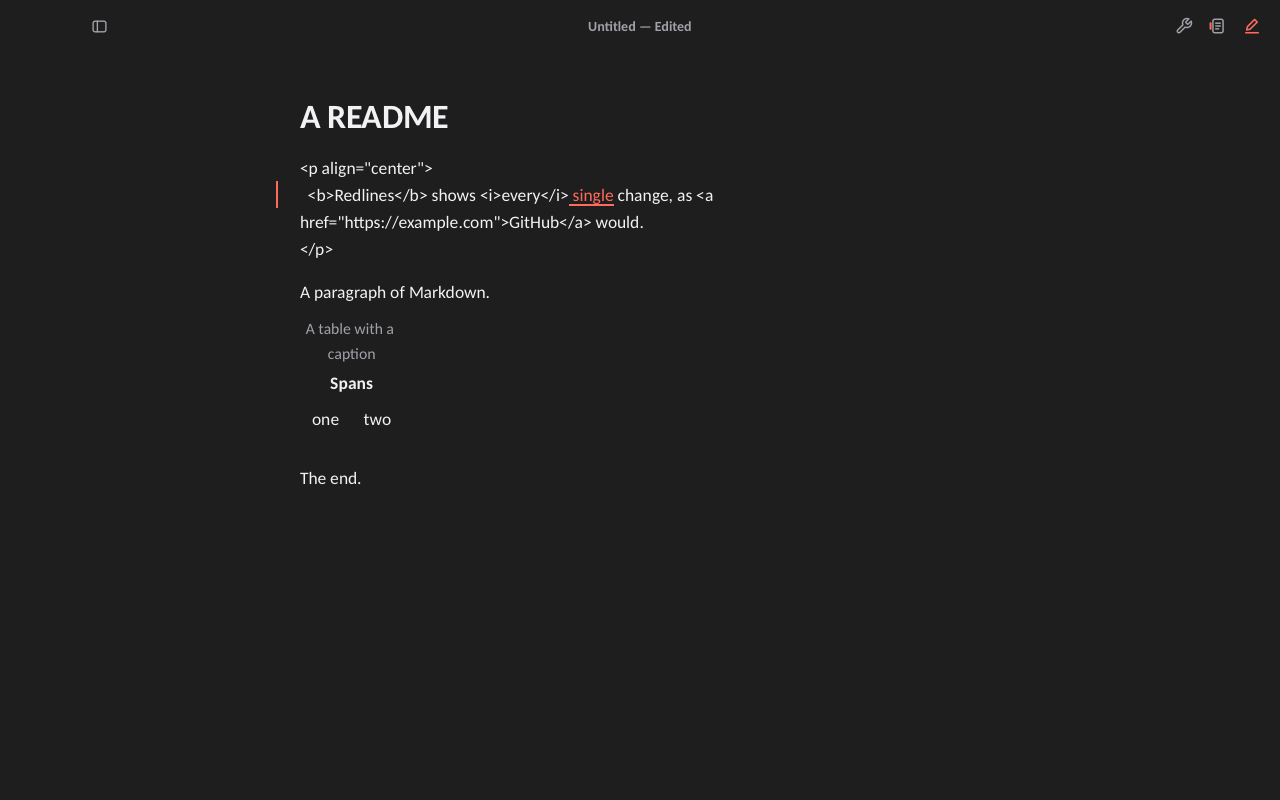 Untitled — Edited
A README
<p align="center">
<b>Redlines</b> shows <i>every</i> single change, as <a
href="https://example.com">GitHub</a> would.
</p>
A paragraph of Markdown.
A table with a
caption
Spans
one two
The end.